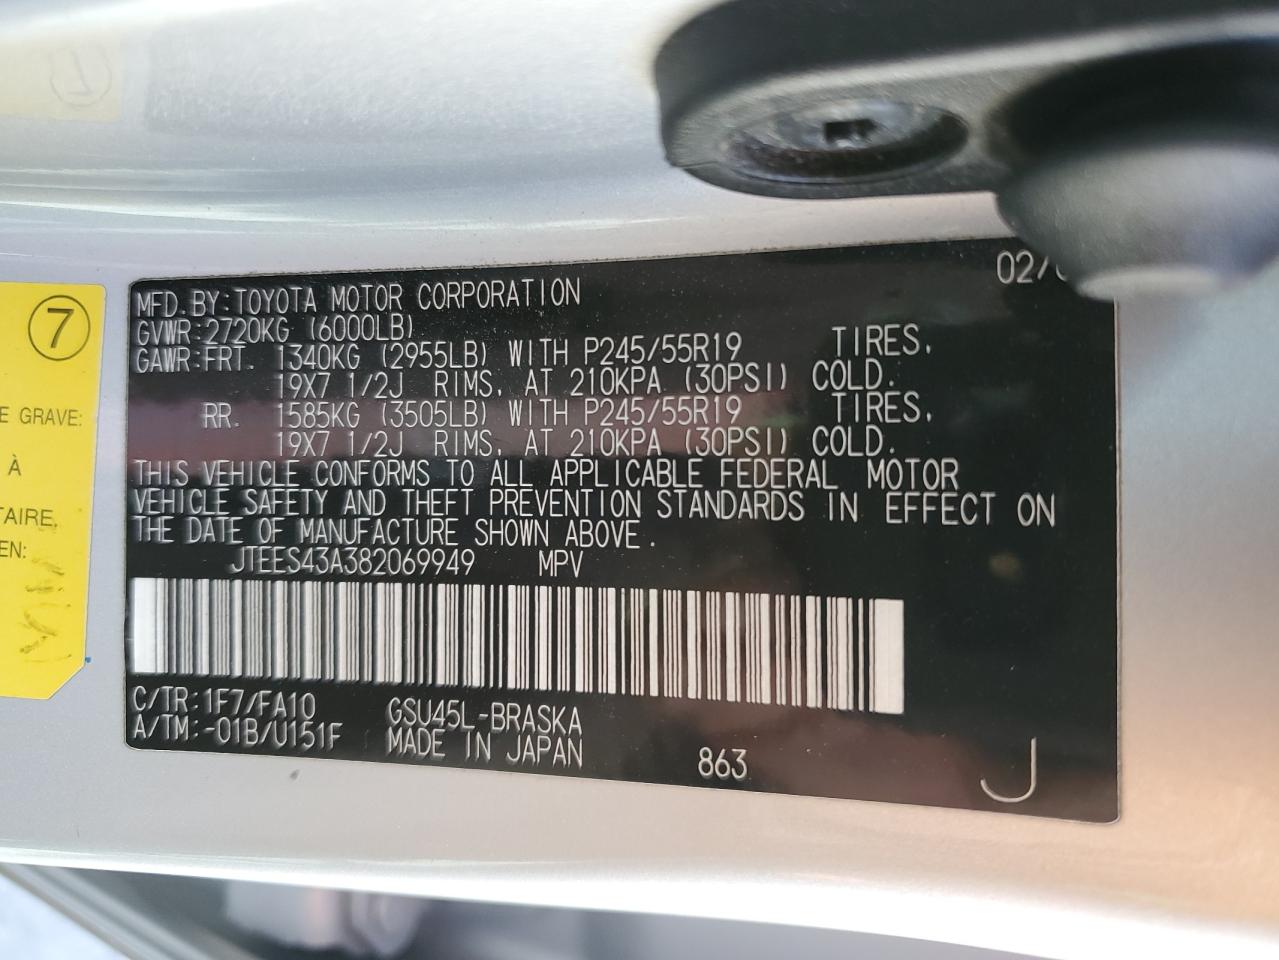 7
E GRAVE:
À
TAIRE,
EN:
02/
MFD. BY: TOYOTA MOTOR CORPORATION
GVWR: 2720KG (6000LB)
GAWR: FRT. 1340KG (2955LB) WITH P245/55R19 TIRES,
19X7 1/2J RIMS, AT 210KPA (30PSI) COLD.
RR. 1585KG (3505LB) WITH P245/55R19 TIRES,
19X7 1/2J RIMS, AT 210KPA (30PSI) COLD.
THIS VEHICLE CONFORMS TO ALL APPLICABLE FEDERAL MOTOR
VEHICLE SAFETY AND THEFT PREVENTION STANDARDS IN EFFECT ON
THE DATE OF MANUFACTURE SHOWN ABOVE.
JTEES43A382069949 MPV
C/TR: 1F7/FA10 GSU45L-BRASKA
A/TM: -01B/U151F MADE IN JAPAN
863 J